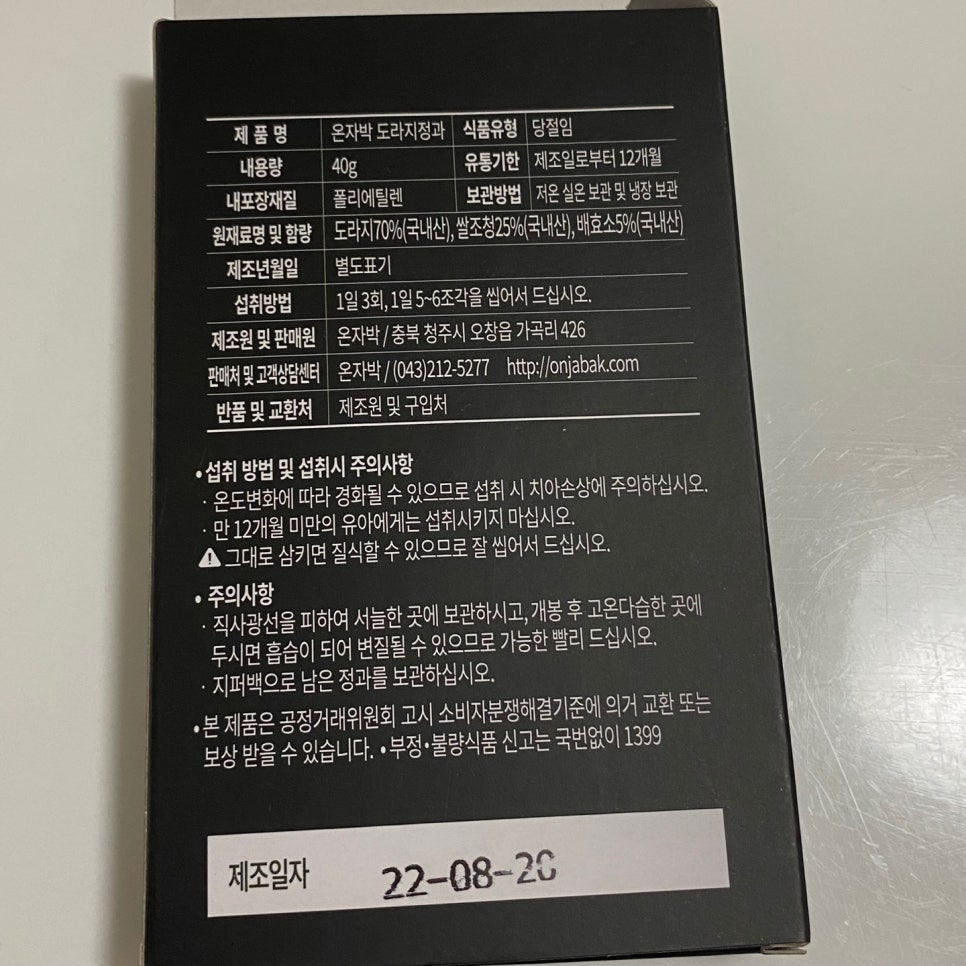 제품명 온자박 도라지정과 식품유형 당절임
내용량 40g 유통기한 제조일로부터 12개월
내포장재질 폴리에틸렌 보관방법 저온 실온 보관 및 냉장 보관
원재료명 및 함량 도라지70%(국내산), 쌀조청25%(국내산), 배효소5%(국내산)
제조년월일 별도표기
섭취방법 1일 3회, 1일 5~6조각을 씹어서 드십시오.
제조원 및 판매원 온자박 / 충북 청주시 오창읍 가곡리 426
판매처 및 고객상담센터 온자박 / (043)212-5277 http://onjabak.com
반품 및 교환처 제조원 및 구입처
• 섭취 방법 및 섭취시 주의사항
· 온도변화에 따라 경화될 수 있으므로 섭취 시 치아손상에 주의하십시오.
· 만 12개월 미만의 유아에게는 섭취시키지 마십시오.
⚠ 그대로 삼키면 질식할 수 있으므로 잘 씹어서 드십시오.
• 주의사항
· 직사광선을 피하여 서늘한 곳에 보관하시고, 개봉 후 고온다습한 곳에
두시면 흡습이 되어 변질될 수 있으므로 가능한 빨리 드십시오.
· 지퍼백으로 남은 정과를 보관하십시오.
• 본 제품은 공정거래위원회 고시 소비자분쟁해결기준에 의거 교환 또는
보상 받을 수 있습니다. • 부정•불량식품 신고는 국번없이 1399
제조일자 22-08-20